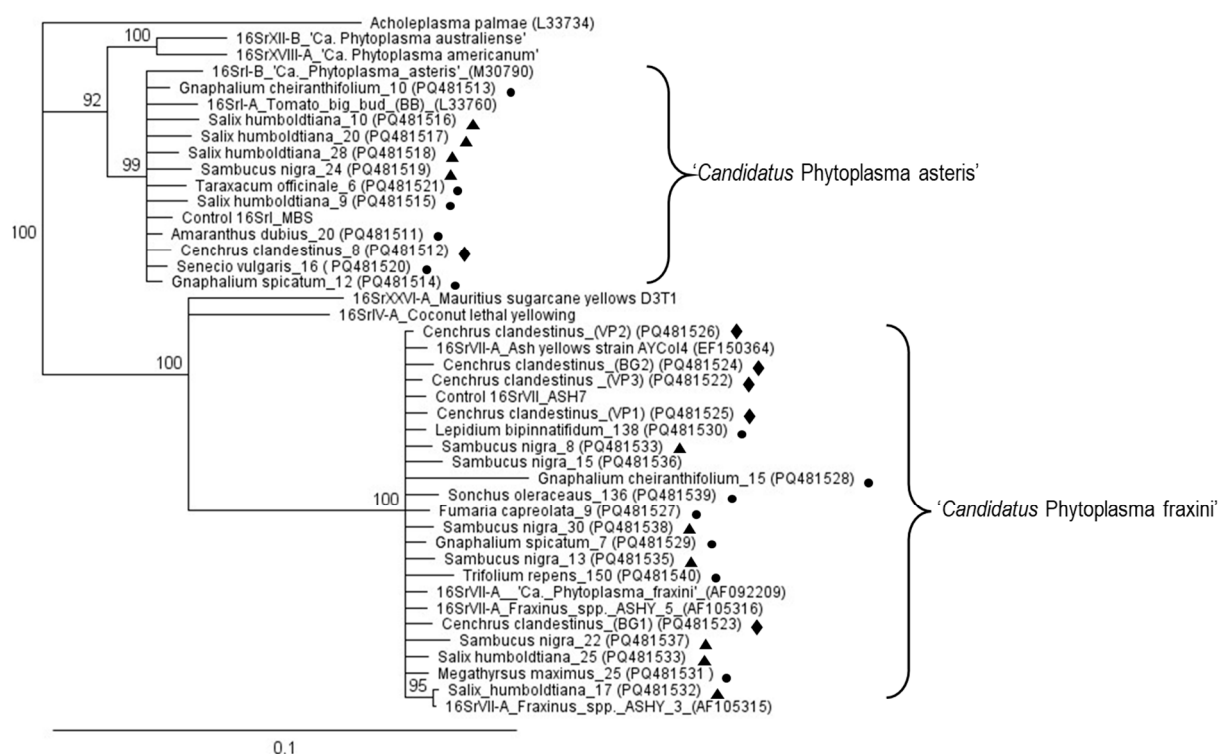 Acholeplasma palmae (L33734)
100
16SrXII-B_'Ca. Phytoplasma australiense'
16SrXVIII-A_'Ca. Phytoplasma americanum'
92
16SrI-B_'Ca._Phytoplasma_asteris'_(M30790)
Gnaphalium cheiranthifolium_10 (PQ481513)
16SrI-A_Tomato_big_bud_(BB)_(L33760)
Salix humboldtiana_10 (PQ481516)
Salix humboldtiana_20 (PQ481517)
Salix humboldtiana_28 (PQ481518)
99
Sambucus nigra_24 (PQ481519)
'Candidatus Phytoplasma asteris'
Taraxacum officinale_6 (PQ481521)
Salix humboldtiana_9 (PQ481515)
Control 16SrI_MBS
100
Amaranthus dubius_20 (PQ481511)
Cenchrus clandestinus_8 (PQ481512)
Senecio vulgaris_16 ( PQ481520)
Gnaphalium spicatum_12 (PQ481514)
16SrXXVI-A_Mauritius sugarcane yellows D3T1
16SrIV-A_Coconut lethal yellowing
Cenchrus clandestinus_(VP2) (PQ481526)
16SrVII-A_Ash yellows strain AYCol4 (EF150364)
100
Cenchrus clandestinus_(BG2) (PQ481524)
Cenchrus clandestinus _(VP3) (PQ481522)
Control 16SrVII_ASH7
Cenchrus clandestinus_(VP1) (PQ481525)
Lepidium bipinnatifidum_138 (PQ481530)
Sambucus nigra_8 (PQ481533)
Sambucus nigra_15 (PQ481536)
Gnaphalium cheiranthifolium_15 (PQ481528)
100
Sonchus oleraceaus_136 (PQ481539)
Fumaria capreolata_9 (PQ481527)
'Candidatus Phytoplasma fraxini'
Sambucus nigra_30 (PQ481538)
Gnaphalium spicatum_7 (PQ481529)
Sambucus nigra_13 (PQ481535)
Trifolium repens_150 (PQ481540)
16SrVII-A__'Ca._Phytoplasma_fraxini'_(AF092209)
16SrVII-A_Fraxinus_spp._ASHY_5_(AF105316)
Cenchrus clandestinus_(BG1) (PQ481523)
Sambucus nigra_22 (PQ481537)
Salix humboldtiana_25 (PQ481533)
Megathyrsus maximus_25 (PQ481531 )
95
Salix_humboldtiana_17 (PQ481532)
16SrVII-A_Fraxinus_spp._ASHY_3_(AF105315)
0.1